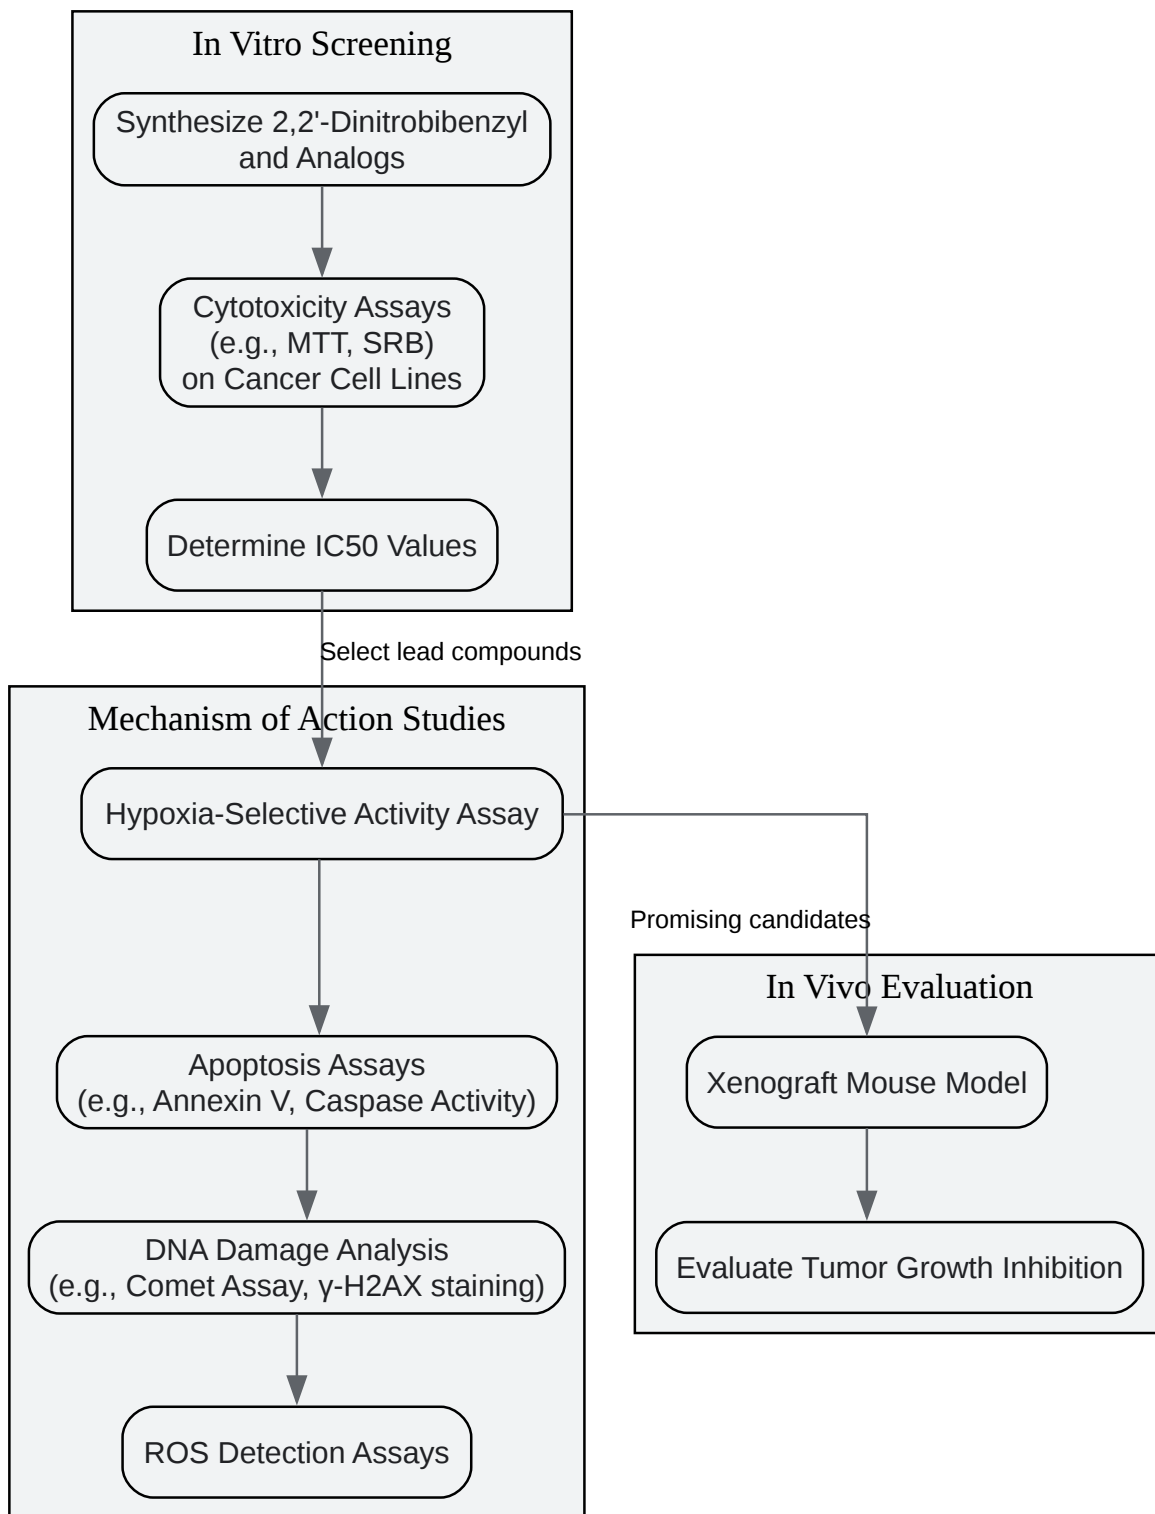 In Vitro Screening
Synthesize 2,2'-Dinitrobibenzyl
and Analogs
Cytotoxicity Assays
(e.g., MTT, SRB)
on Cancer Cell Lines
Determine IC50 Values
Select lead compounds
Mechanism of Action Studies
Hypoxia-Selective Activity Assay
Promising candidates
In Vivo Evaluation
Apoptosis Assays
(e.g., Annexin V, Caspase Activity)
Xenograft Mouse Model
DNA Damage Analysis
(e.g., Comet Assay, γ-H2AX staining)
Evaluate Tumor Growth Inhibition
ROS Detection Assays